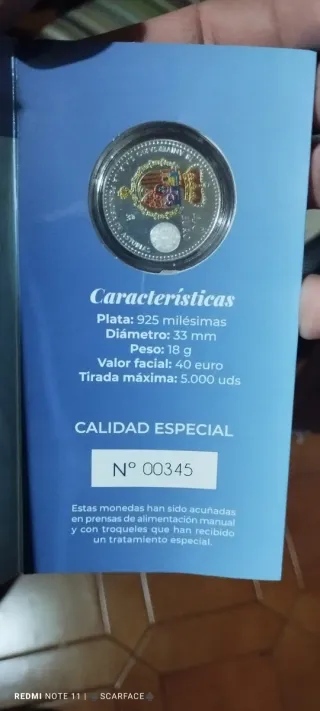 Características
Plata: 925 milésimas
Diámetro: 33 mm
Peso: 18 g
Valor facial: 40 euro
Tirada máxima: 5.000 uds
CALIDAD ESPECIAL
Nº 00345
Estas monedas han sido acuñadas
en prensas de alimentación manual
y con troqueles que han recibido
un tratamiento especial.
REDMI NOTE 11 | SCARFACE